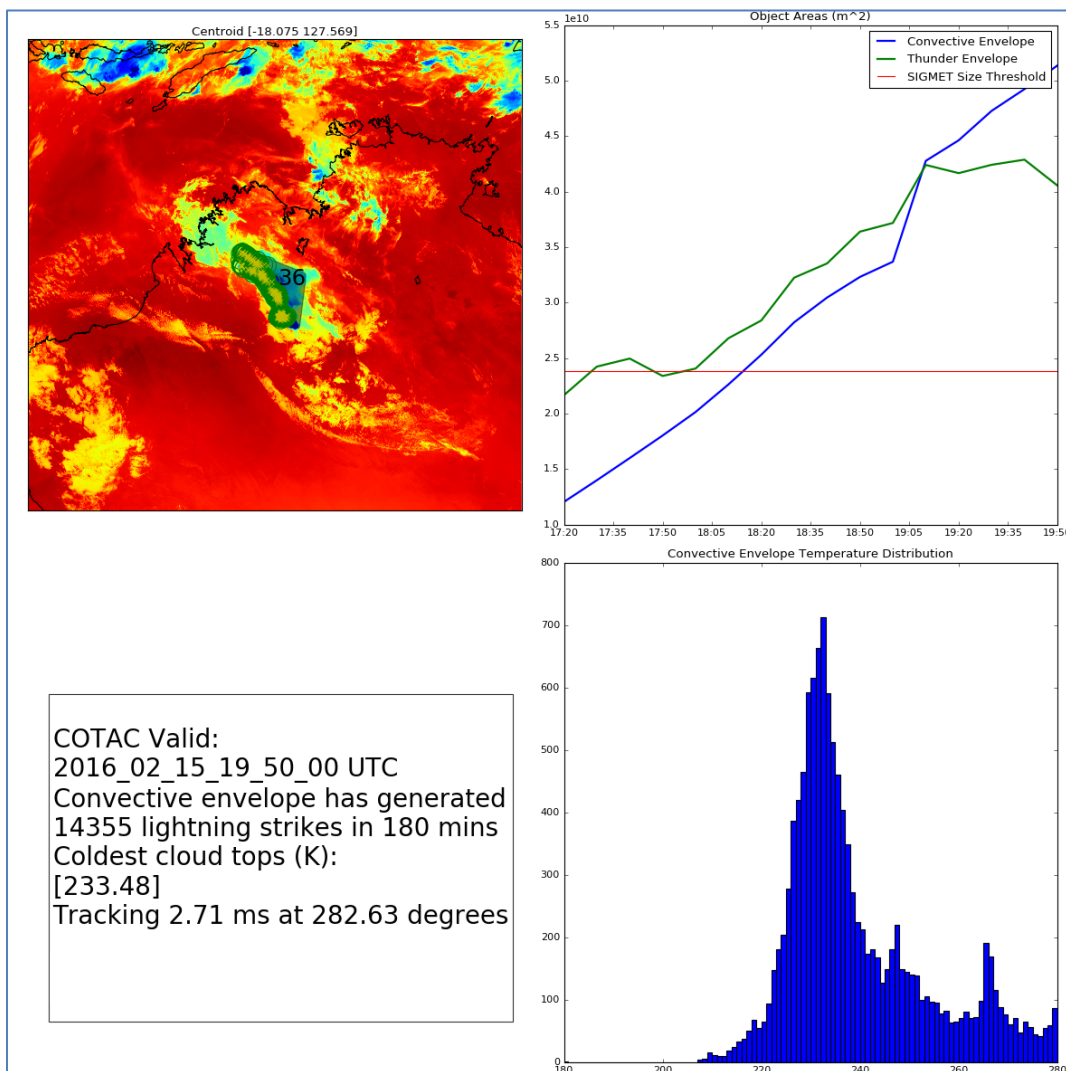 Centroid [-18.075 127.569]
36
Object Areas (m^2)
1e10
Convective Envelope
Thunder Envelope
SIGMET Size Threshold
5.5
5.0
4.5
4.0
3.5
3.0
2.5
2.0
1.5
1.0
17:20 17:35 17:50 18:05 18:20 18:35 18:50 19:05 19:20 19:35 19:50
Convective Envelope Temperature Distribution
800
700
600
500
400
300
200
100
0
180 200 220 240 260 280
COTAC Valid:
2016_02_15_19_50_00 UTC
Convective envelope has generated
14355 lightning strikes in 180 mins
Coldest cloud tops (K):
[233.48]
Tracking 2.71 ms at 282.63 degrees